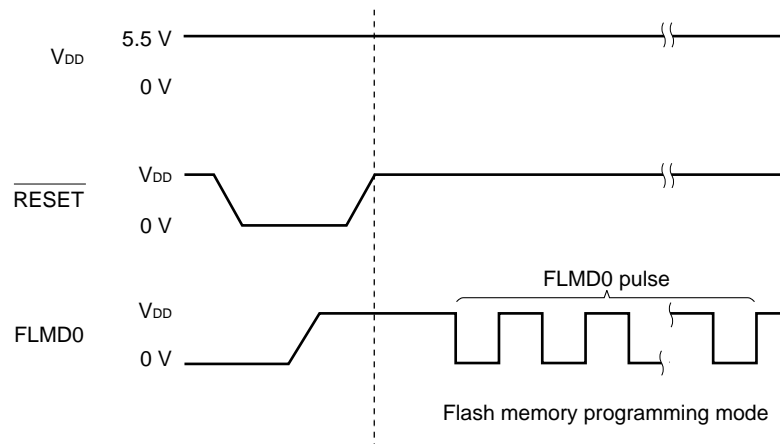 VDD
5.5 V
0 V
RESET
VDD
0 V
FLMD0 pulse
FLMD0
VDD
0 V
Flash memory programming mode